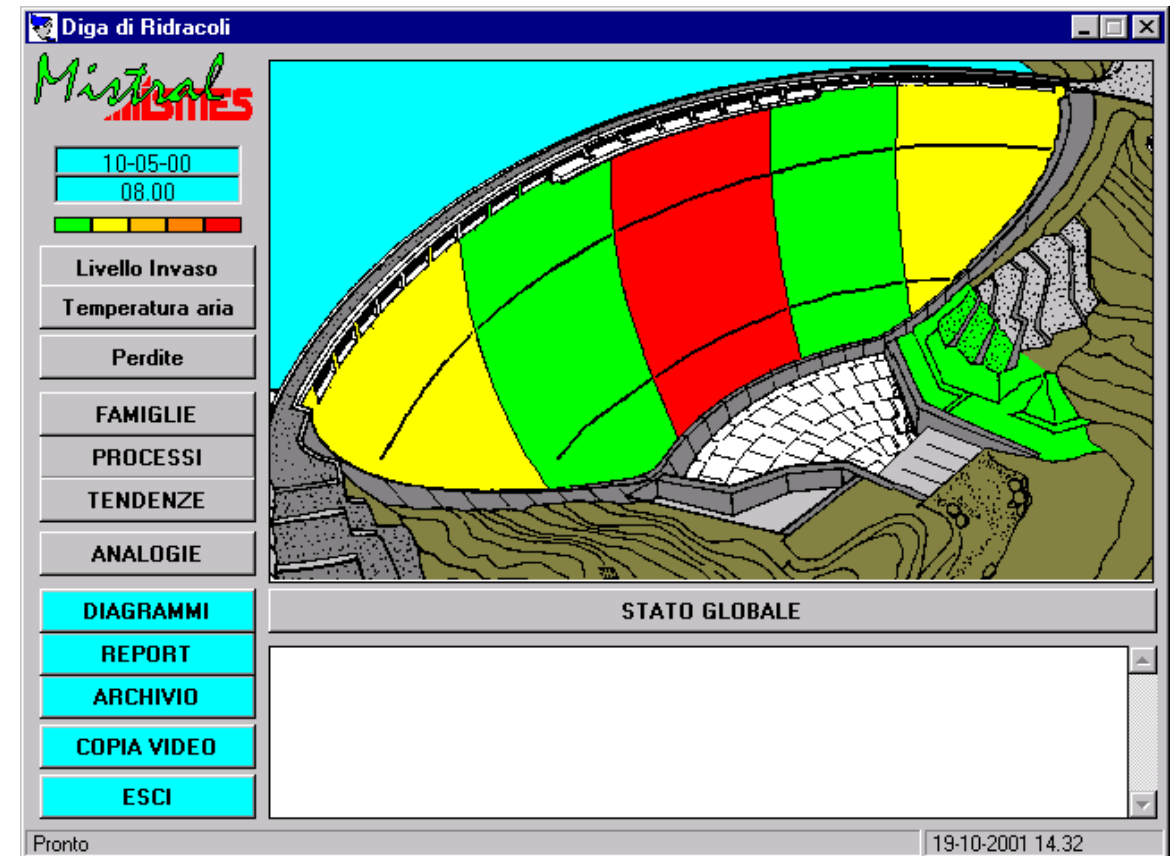 Diga di Ridracoli
Mistral
ISMES
10-05-00
08.00
Livello Invaso
Temperatura aria
Perdite
FAMIGLIE
PROCESSI
TENDENZE
ANALOGIE
DIAGRAMMI
REPORT
ARCHIVIO
COPIA VIDEO
ESCI
STATO GLOBALE
Pronto
19-10-2001 14.32